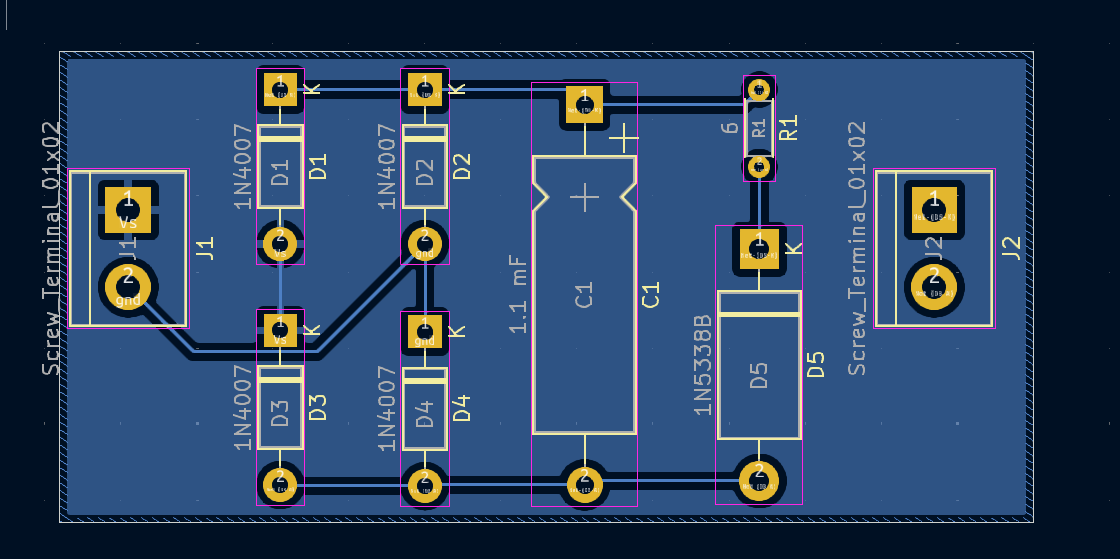 Screw_Terminal_01x02
1
Vs
J1
2
gnd
J1
1
K
1N4007
D1
D1
2
Vs
1
K
1N4007
D2
D2
2
gnd
1
Vs
K
1N4007
D3
D3
2
1
gnd
K
1N4007
D4
D4
2
1
1.1 mF
C1
C1
2
6
R1
R1
1
K
1N5338B
D5
D5
2
Screw_Terminal_01x02
1
J2
2
J2